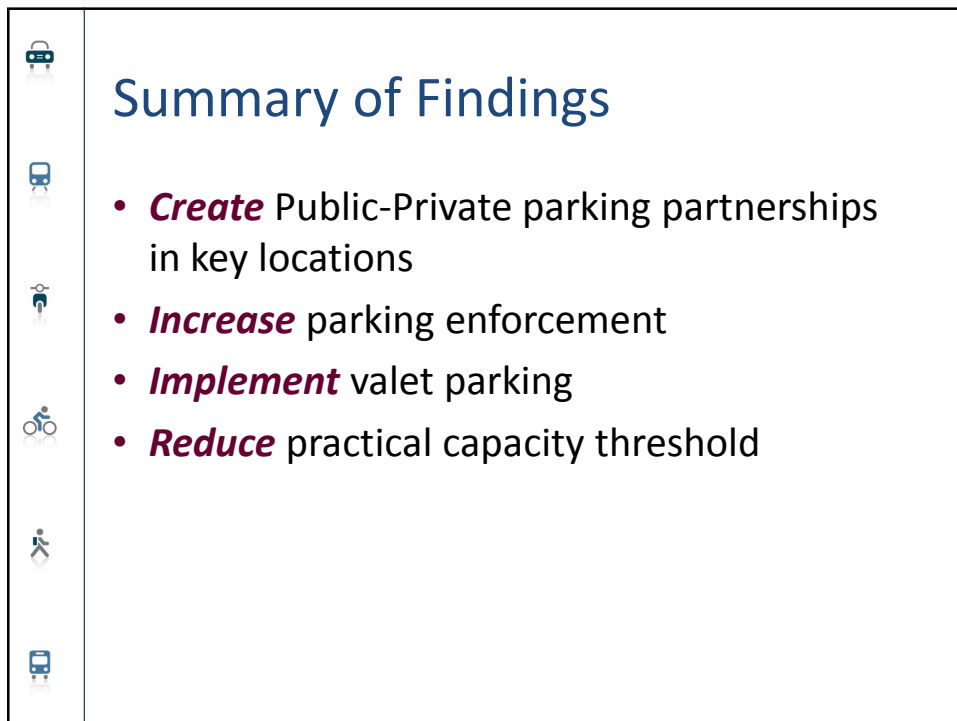 Summary of Findings
• Create Public-Private parking partnerships
in key locations
• Increase parking enforcement
• Implement valet parking
• Reduce practical capacity threshold